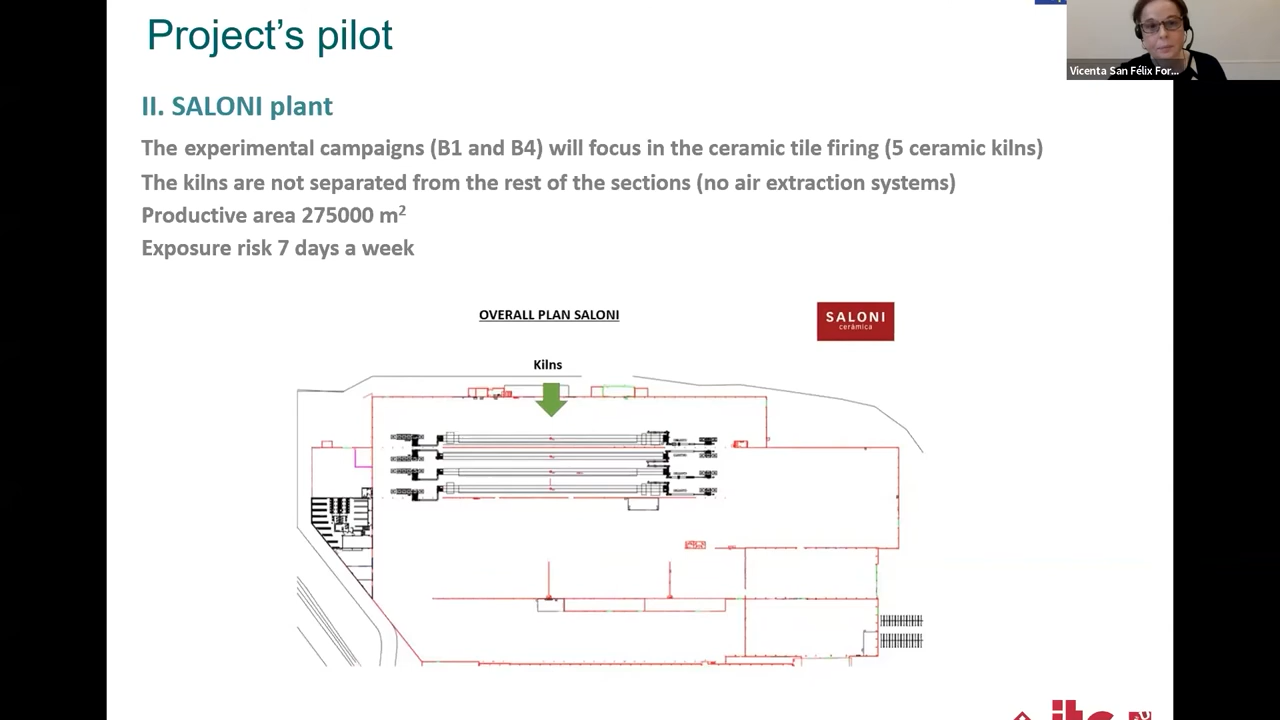 Project's pilot
Vicenta San Félix For...
II. SALONI plant
The experimental campaigns (B1 and B4) will focus in the ceramic tile firing (5 ceramic kilns)
The kilns are not separated from the rest of the sections (no air extraction systems)
Productive area 275000 m²
Exposure risk 7 days a week
OVERALL PLAN SALONI
SALONI
cerámica
Kilns
itc